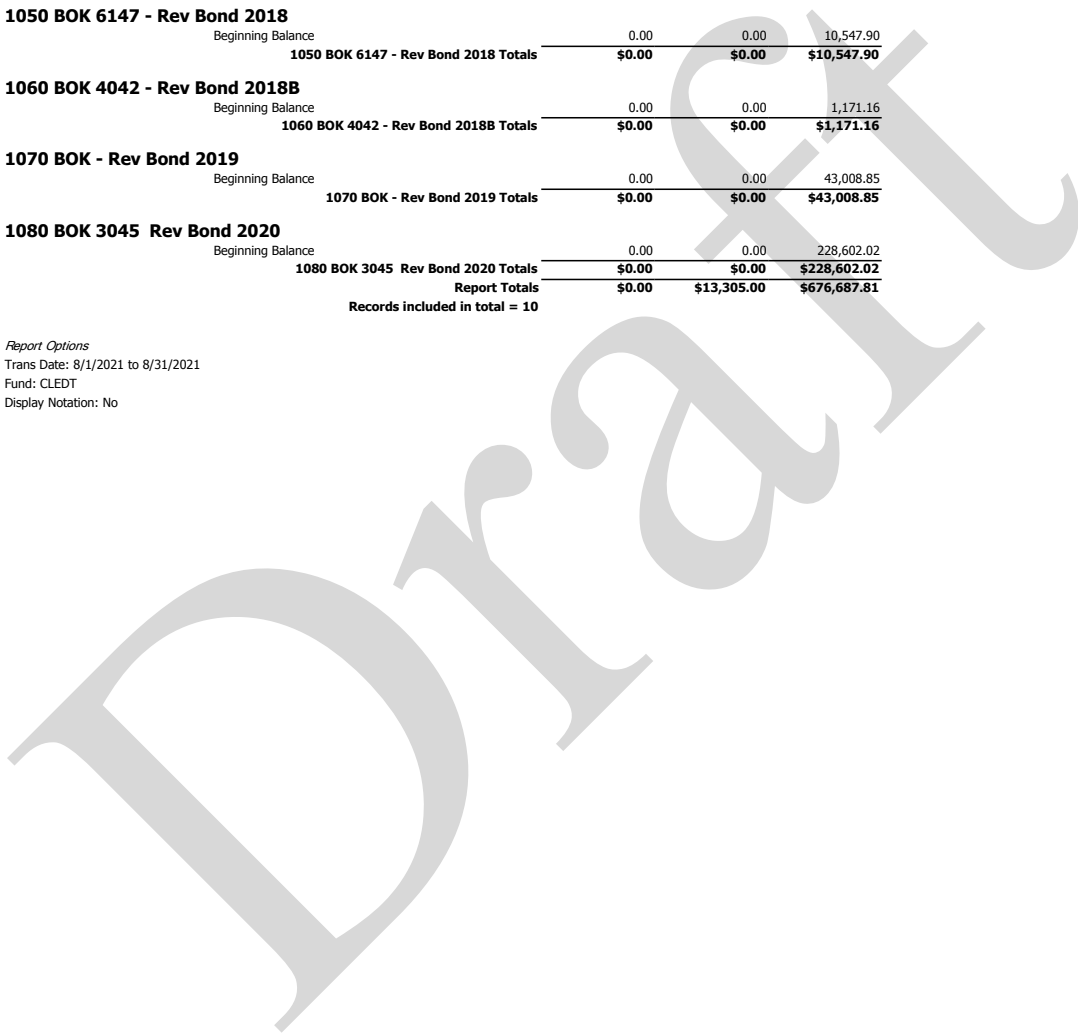 1050 BOK 6147 - Rev Bond 2018
Beginning Balance 0.00 0.00 10,547.90
1050 BOK 6147 - Rev Bond 2018 Totals $0.00 $0.00 $10,547.90
1060 BOK 4042 - Rev Bond 2018B
Beginning Balance 0.00 0.00 1,171.16
1060 BOK 4042 - Rev Bond 2018B Totals $0.00 $0.00 $1,171.16
1070 BOK - Rev Bond 2019
Beginning Balance 0.00 0.00 43,008.85
1070 BOK - Rev Bond 2019 Totals $0.00 $0.00 $43,008.85
1080 BOK 3045 Rev Bond 2020
Beginning Balance 0.00 0.00 228,602.02
1080 BOK 3045 Rev Bond 2020 Totals $0.00 $0.00 $228,602.02
Report Totals $0.00 $13,305.00 $676,687.81
Records included in total = 10
Report Options
Trans Date: 8/1/2021 to 8/31/2021
Fund: CLEDT
Display Notation: No
Draft